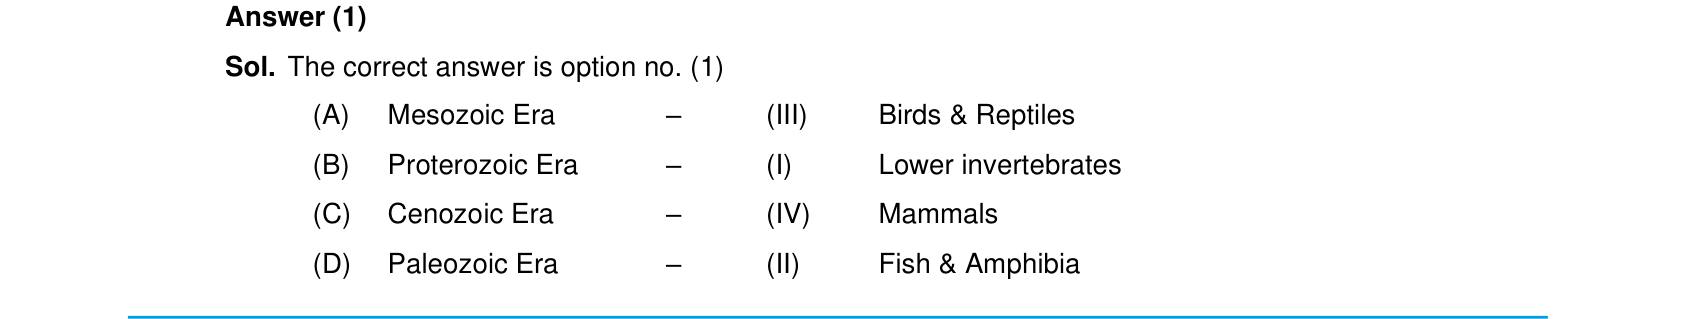 Answer (1)
Sol. The correct answer is option no. (1)
(A) Mesozoic Era – (III) Birds & Reptiles
(B) Proterozoic Era – (I) Lower invertebrates
(C) Cenozoic Era – (IV) Mammals
(D) Paleozoic Era – (II) Fish & Amphibia